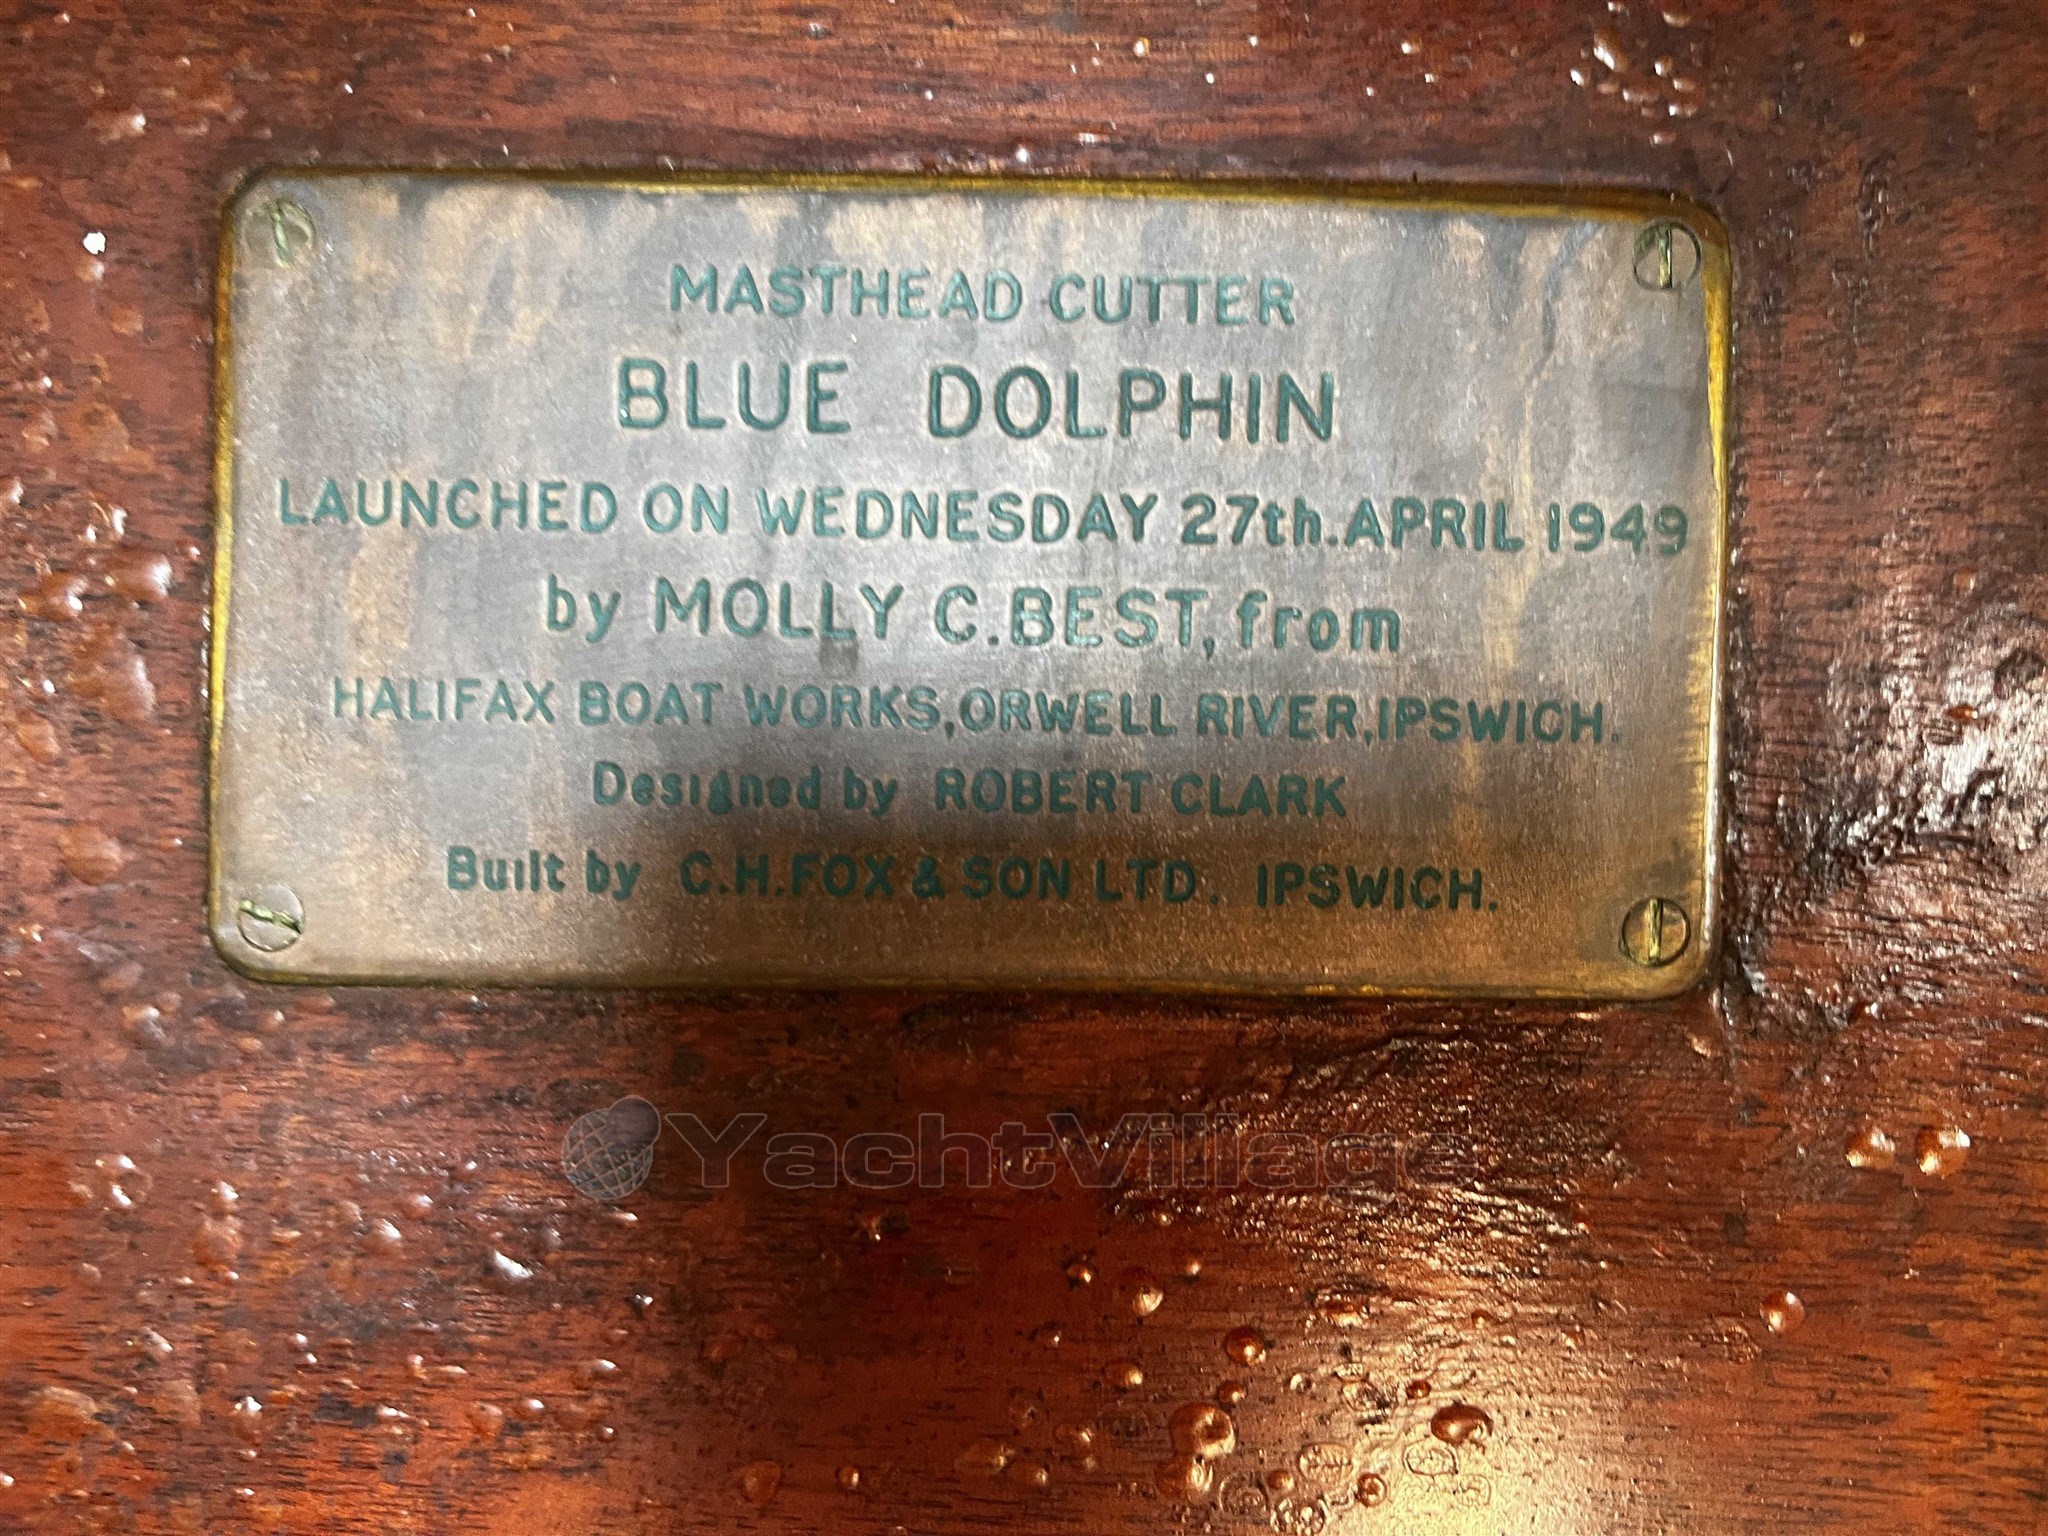 MASTHEAD CUTTER
BLUE DOLPHIN
LAUNCHED ON WEDNESDAY 27th. APRIL 1949
by MOLLY C. BEST, from
HALIFAX BOAT WORKS, ORWELL RIVER, IPSWICH.
Designed by ROBERT CLARK
Built by C.H. FOX & SON LTD. IPSWICH.
YachtVillage